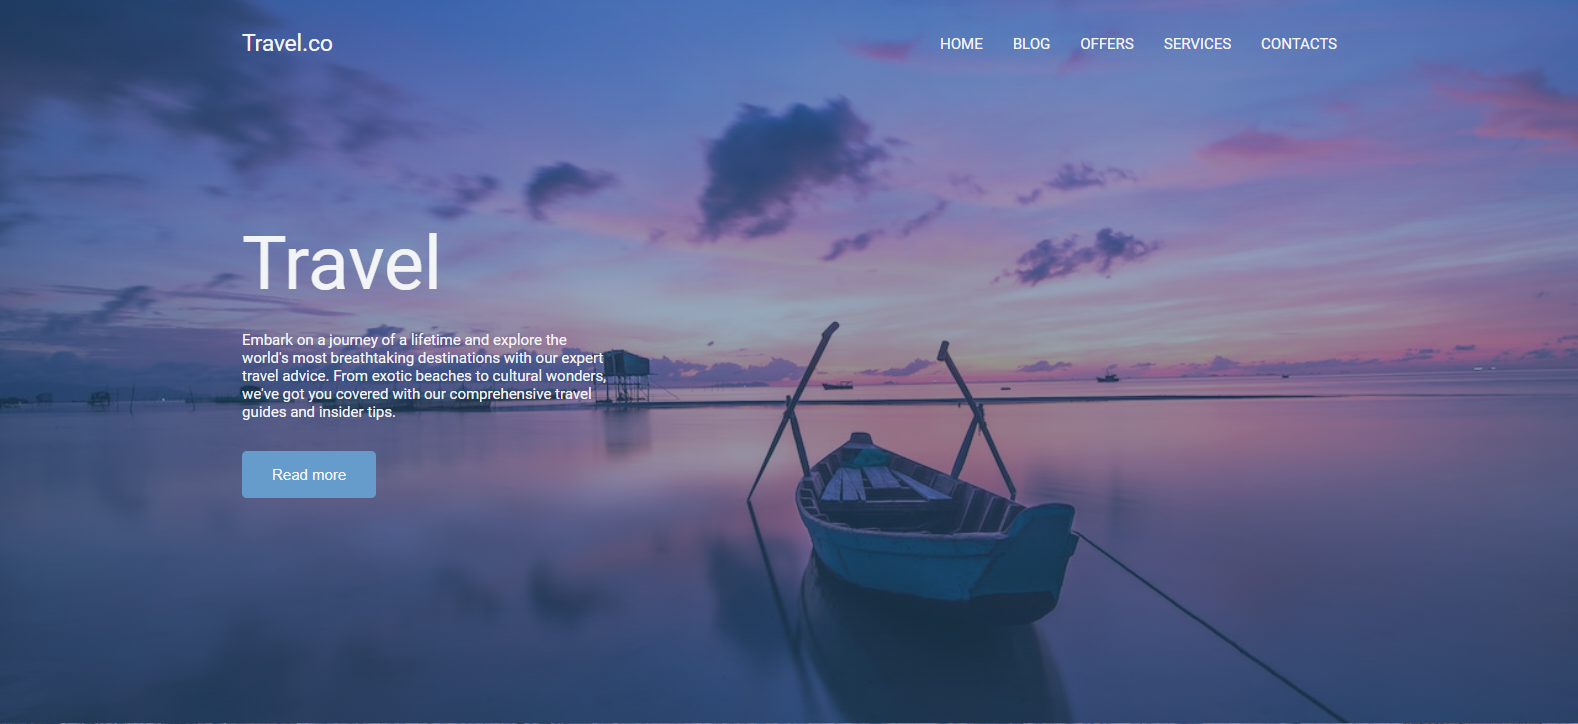 Travel.co
HOME BLOG OFFERS SERVICES CONTACTS
Travel
Embark on a journey of a lifetime and explore the
world's most breathtaking destinations with our expert
travel advice. From exotic beaches to cultural wonders,
we've got you covered with our comprehensive travel
guides and insider tips.
Read more